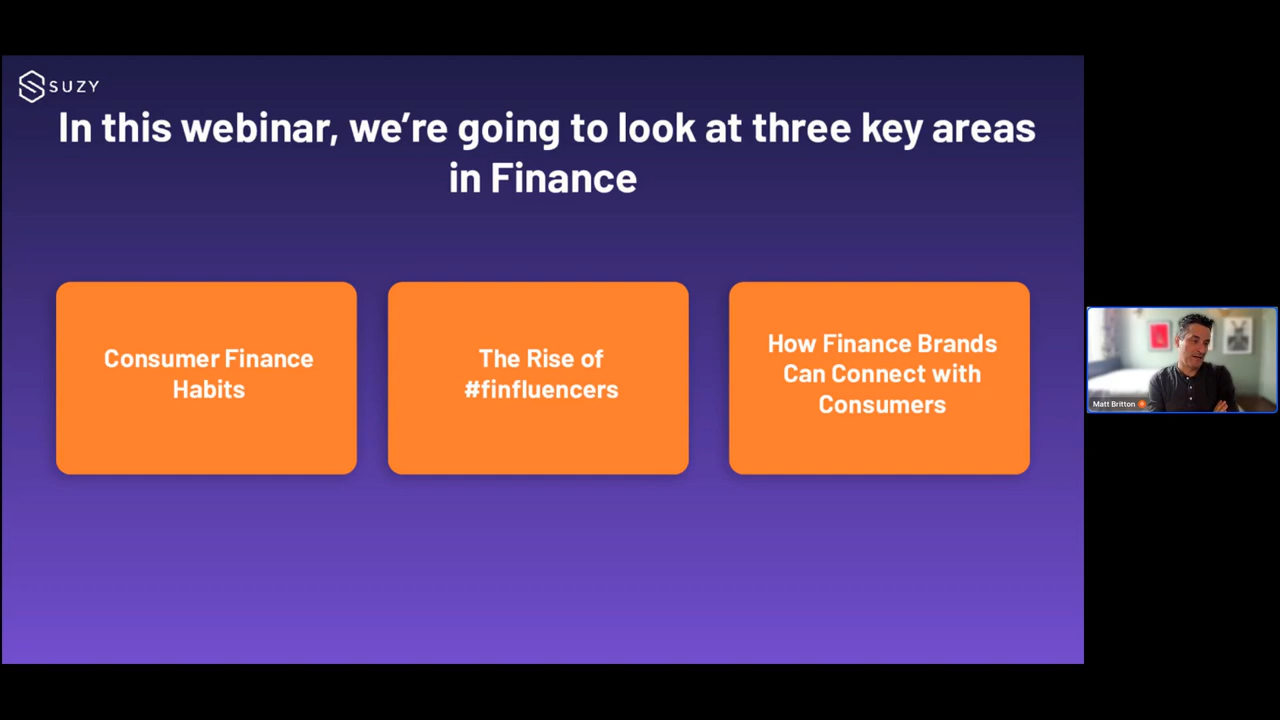 SUZY
In this webinar, we’re going to look at three key areas
in Finance
Consumer Finance
Habits
The Rise of
#finfluencers
How Finance Brands
Can Connect with
Consumers
Matt Britton